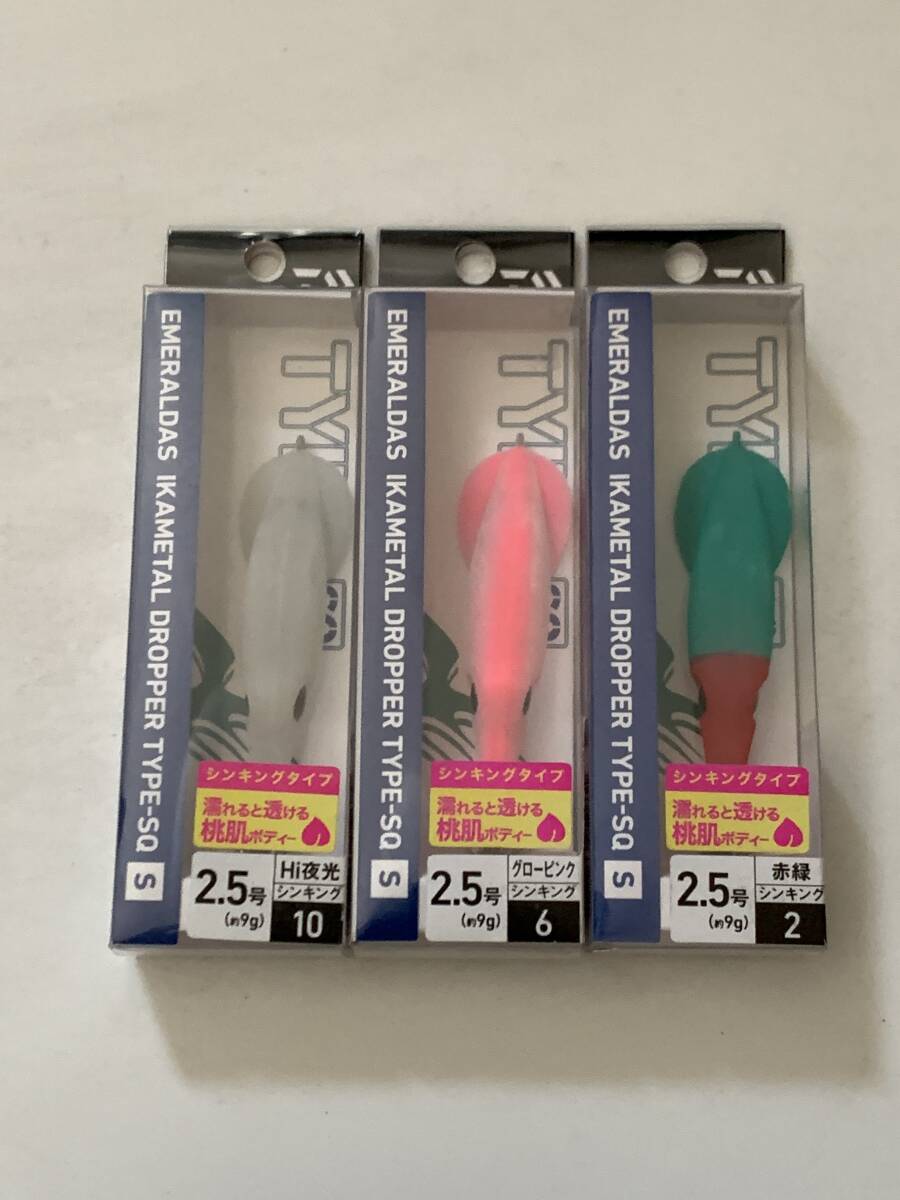 EMERALDAS IKAMETAL DROPPER TYPE-SQ S
シンキングタイプ
濡れると透ける
桃肌ボディー
2.5号
(約9g)
Hi夜光
シンキング
10
EMERALDAS IKAMETAL DROPPER TYPE-SQ S
シンキングタイプ
濡れると透ける
桃肌ボディー
2.5号
(約9g)
グローピンク
シンキング
6
EMERALDAS IKAMETAL DROPPER TYPE-SQ S
シンキングタイプ
濡れると透ける
桃肌ボディー
2.5号
(約9g)
赤緑
シンキング
2